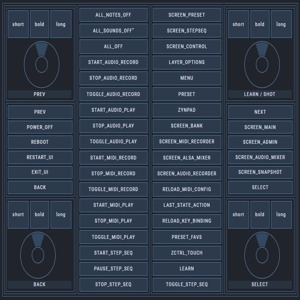 short bold long
PREV
PREV
POWER_OFF
REBOOT
RESTART_UI
EXIT_UI
BACK
short bold long
BACK
ALL_NOTES_OFF
ALL_SOUNDS_OFF
ALL_OFF
START_AUDIO_RECORD
STOP_AUDIO_RECORD
TOGGLE_AUDIO_RECORD
START_AUDIO_PLAY
STOP_AUDIO_PLAY
TOGGLE_AUDIO_PLAY
START_MIDI_RECORD
STOP_MIDI_RECORD
TOGGLE_MIDI_RECORD
START_MIDI_PLAY
STOP_MIDI_PLAY
TOGGLE_MIDI_PLAY
START_STEP_SEQ
PAUSE_STEP_SEQ
STOP_STEP_SEQ
SCREEN_PRESET
SCREEN_STEPSEQ
SCREEN_CONTROL
LAYER_OPTIONS
MENU
PRESET
ZYNPAD
SCREEN_BANK
SCREEN_MIDI_RECORDER
SCREEN_ALSA_MIXER
SCREEN_AUDIO_RECORDER
RELOAD_MIDI_CONFIG
LAST_STATE_ACTION
RELOAD_KEY_BINDING
PRESET_FAVS
ZCTRL_TOUCH
LEARN
TOGGLE_STEP_SEQ
short bold long
LEARN / SHOT
NEXT
SCREEN_MAIN
SCREEN_ADMIN
SCREEN_AUDIO_MIXER
SCREEN_SNAPSHOT
SELECT
short bold long
SELECT